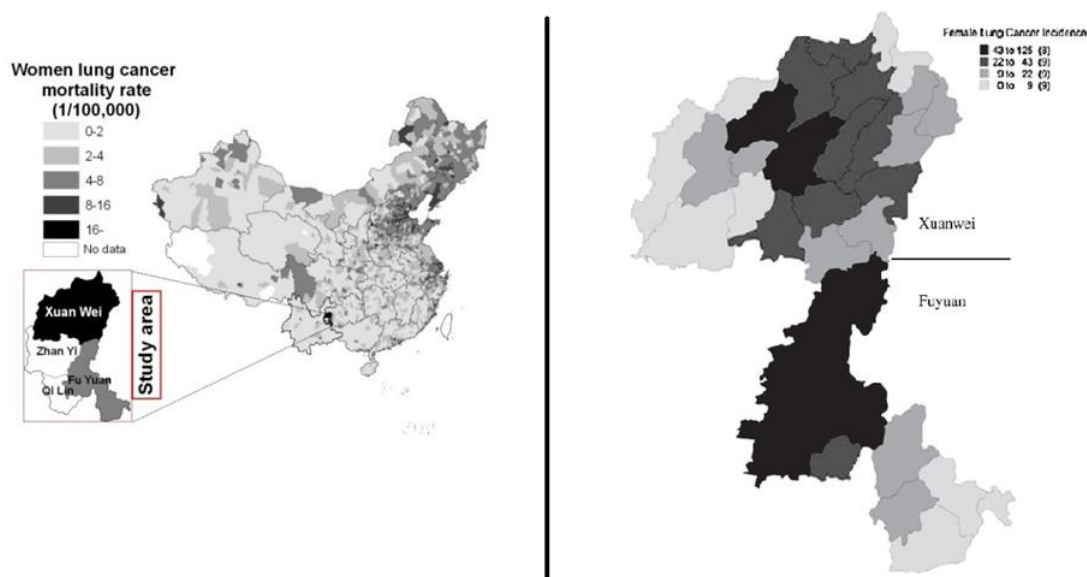 Women lung cancer
mortality rate
(1/100,000)
0-2
2-4
4-8
8-16
16-
No data
Xuan Wei
Zhan Yi
Fu Yuan
Qi Lin
Study area
Female Lung Cancer Incidence
43 to 125 (8)
22 to 43 (9)
9 to 22 (9)
0 to 9 (9)
Xuanwei
Fuyuan